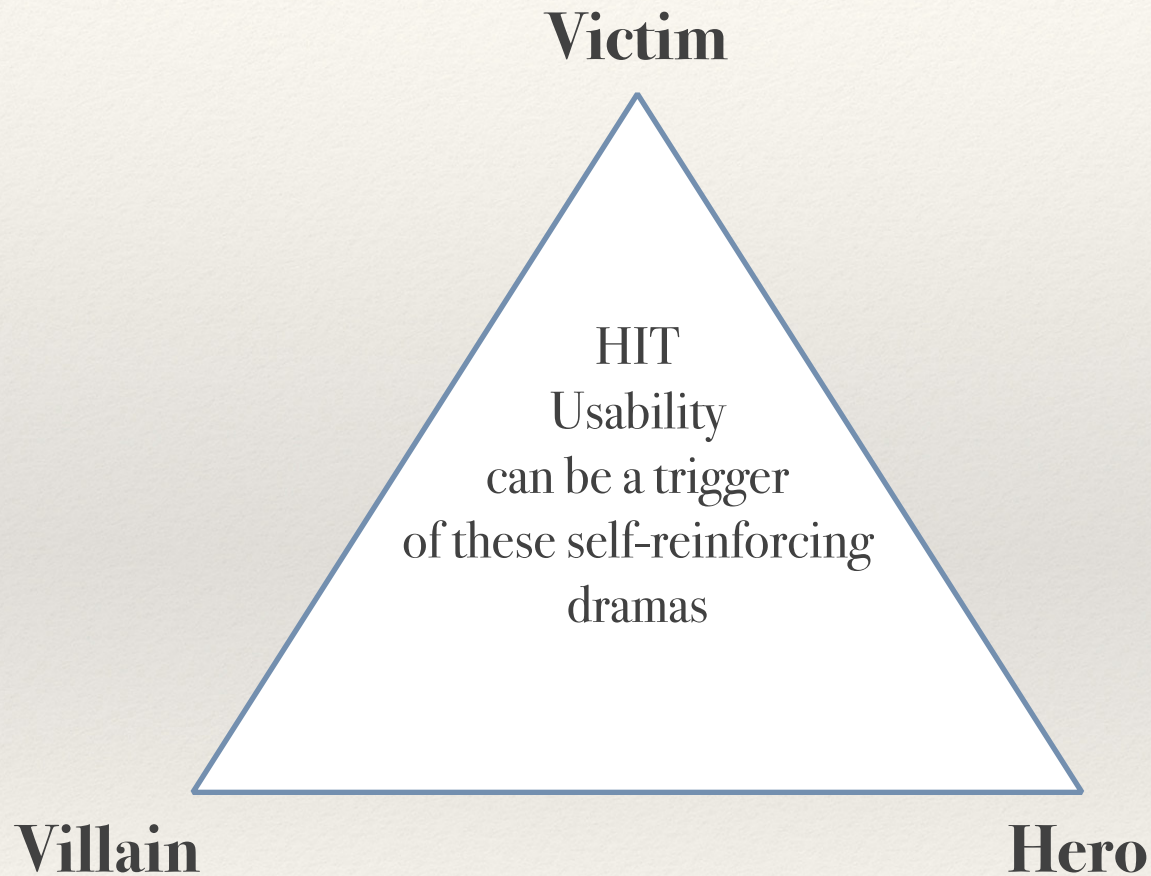 Victim
HIT
Usability
can be a trigger
of these self-reinforcing
dramas
Villain
Hero